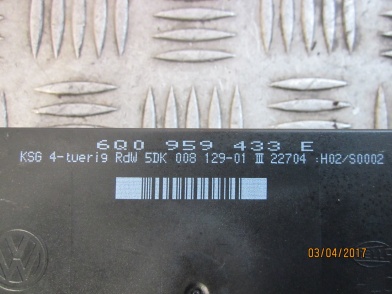 6Q0 959 433 E
KSG 4-tuerig RdW 5DK 008 129-01 III 22704 :H02/S0002
03/04/2017